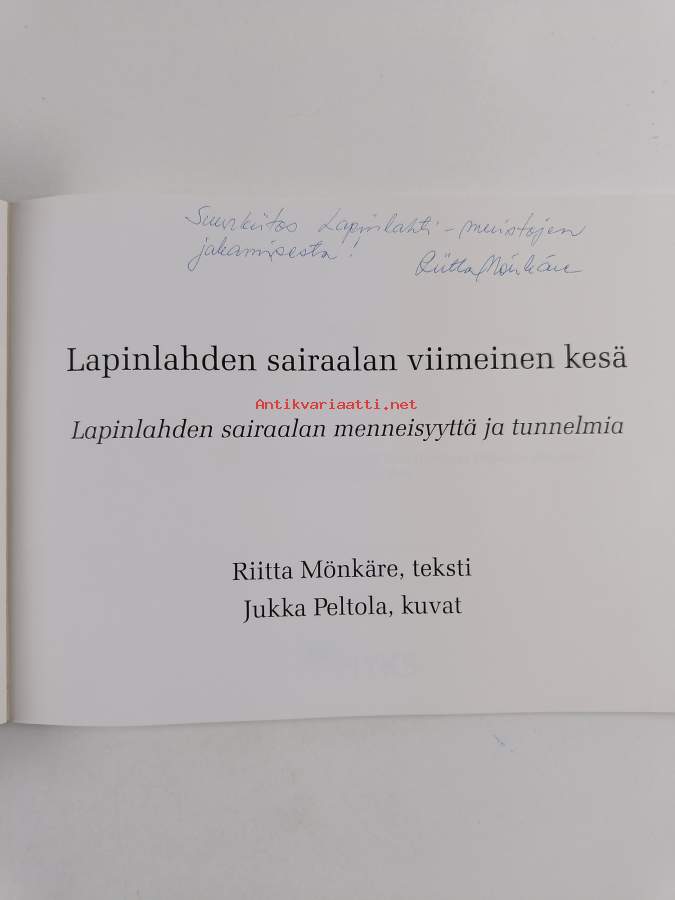 Suurkiitos Lapinlahti-muistojen
jakamisesta! Riitta Mönkäre
Lapinlahden sairaalan viimeinen kesä
Antikvariaatti.net
Lapinlahden sairaalan menneisyyttä ja tunnelmia
Riitta Mönkäre, teksti
Jukka Peltola, kuvat